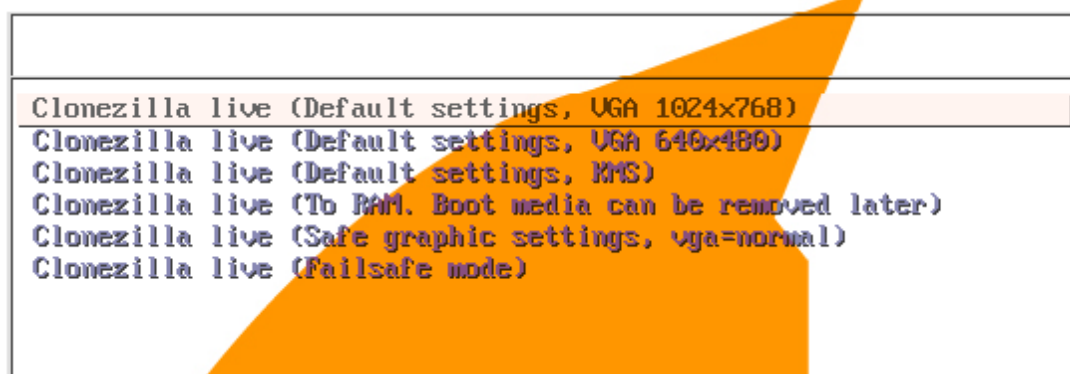 Clonezilla live (Default settings, VGA 1024x768)
Clonezilla live (Default settings, VGA 640x480)
Clonezilla live (Default settings, KMS)
Clonezilla live (To RAM. Boot media can be removed later)
Clonezilla live (Safe graphic settings, vga=normal)
Clonezilla live (Failsafe mode)